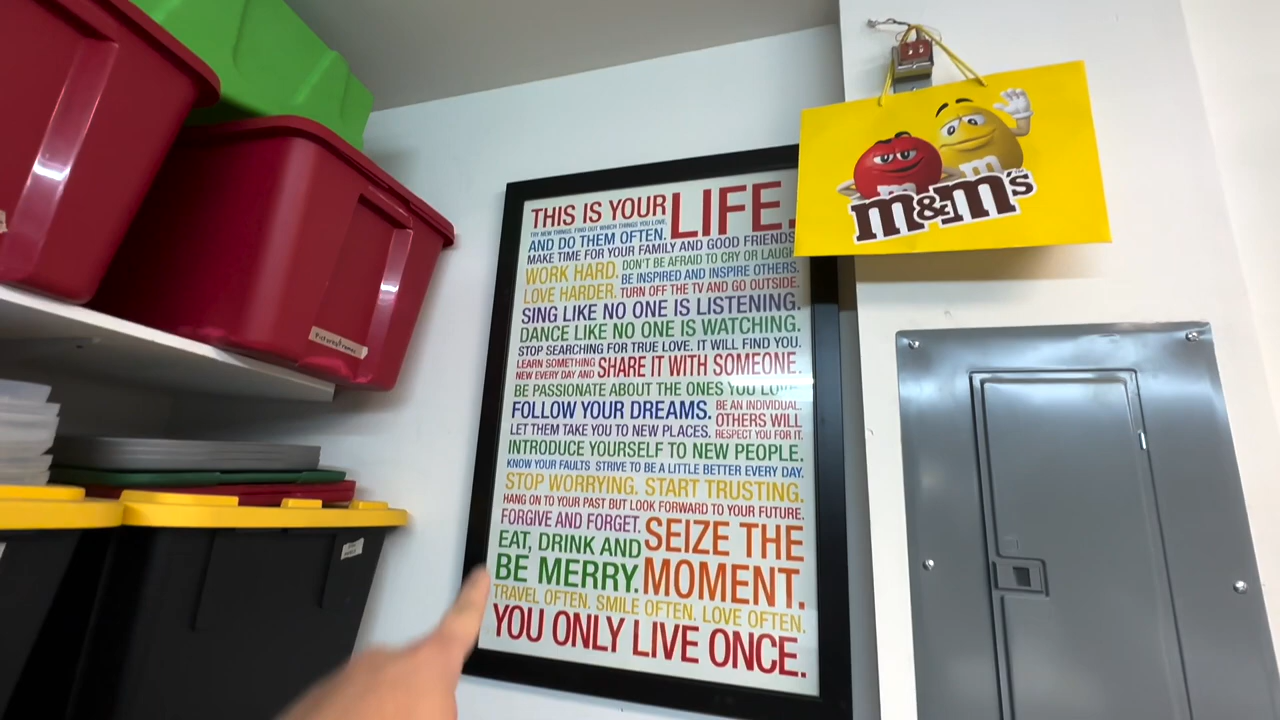 THIS IS YOUR LIFE.
TRY NEW THINGS. FIND OUT WHICH THINGS YOU LOVE.
AND DO THEM OFTEN.
MAKE TIME FOR YOUR FAMILY AND GOOD FRIENDS
WORK HARD. DON'T BE AFRAID TO CRY OR LAUGH
LOVE HARDER. BE INSPIRED AND INSPIRE OTHERS.
TURN OFF THE TV AND GO OUTSIDE.
SING LIKE NO ONE IS LISTENING.
DANCE LIKE NO ONE IS WATCHING.
STOP SEARCHING FOR TRUE LOVE. IT WILL FIND YOU.
LEARN SOMETHING
NEW EVERY DAY AND SHARE IT WITH SOMEONE.
BE PASSIONATE ABOUT THE ONES YOU LOVE
FOLLOW YOUR DREAMS.
LET THEM TAKE YOU TO NEW PLACES.
BE AN INDIVIDUAL.
OTHERS WILL
RESPECT YOU FOR IT.
INTRODUCE YOURSELF TO NEW PEOPLE.
KNOW YOUR FAULTS STRIVE TO BE A LITTLE BETTER EVERY DAY.
STOP WORRYING. START TRUSTING.
HANG ON TO YOUR PAST BUT LOOK FORWARD TO YOUR FUTURE.
FORGIVE AND FORGET.
EAT, DRINK AND
BE MERRY.
SEIZE THE
MOMENT.
TRAVEL OFTEN. SMILE OFTEN. LOVE OFTEN.
YOU ONLY LIVE ONCE.
m
m
m&m's
Picture Frames